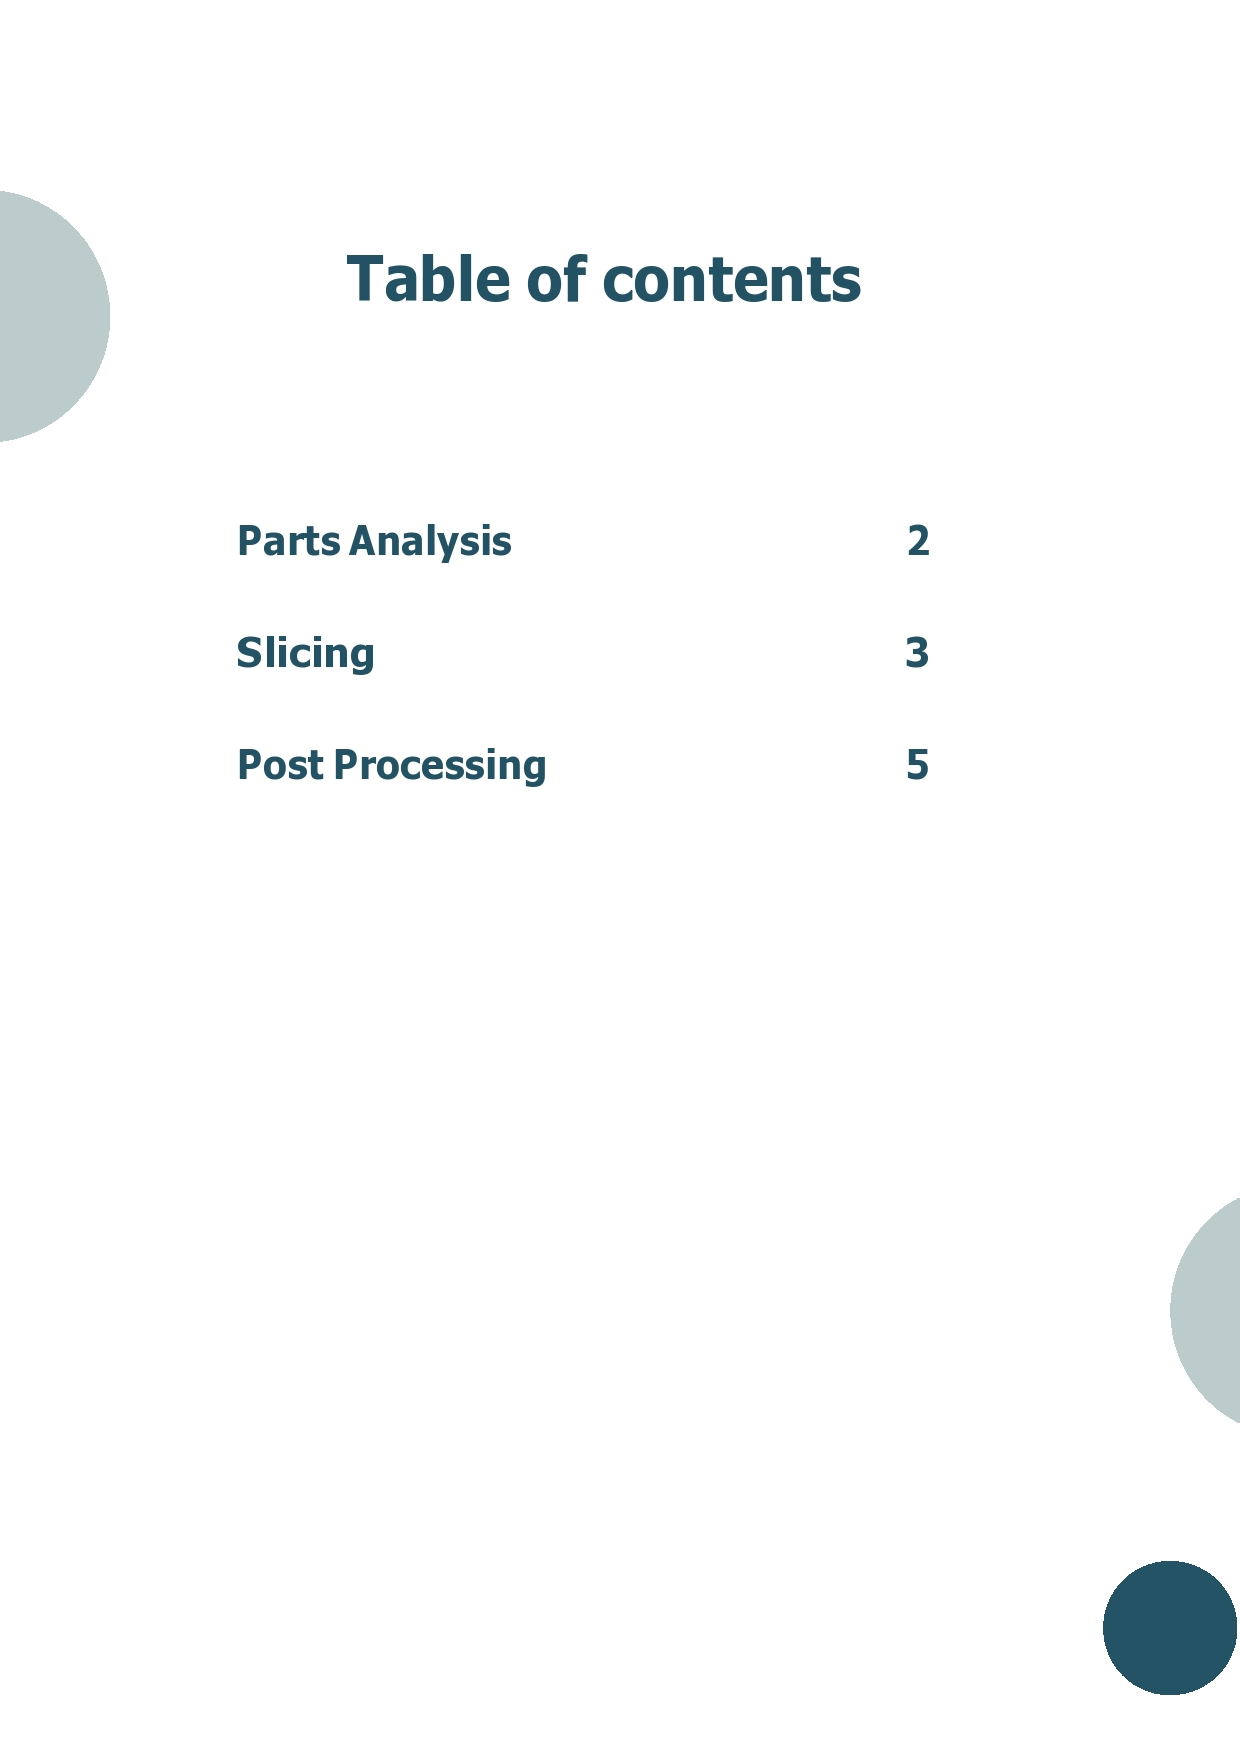 Table of contents
Parts Analysis 2
Slicing 3
Post Processing 5